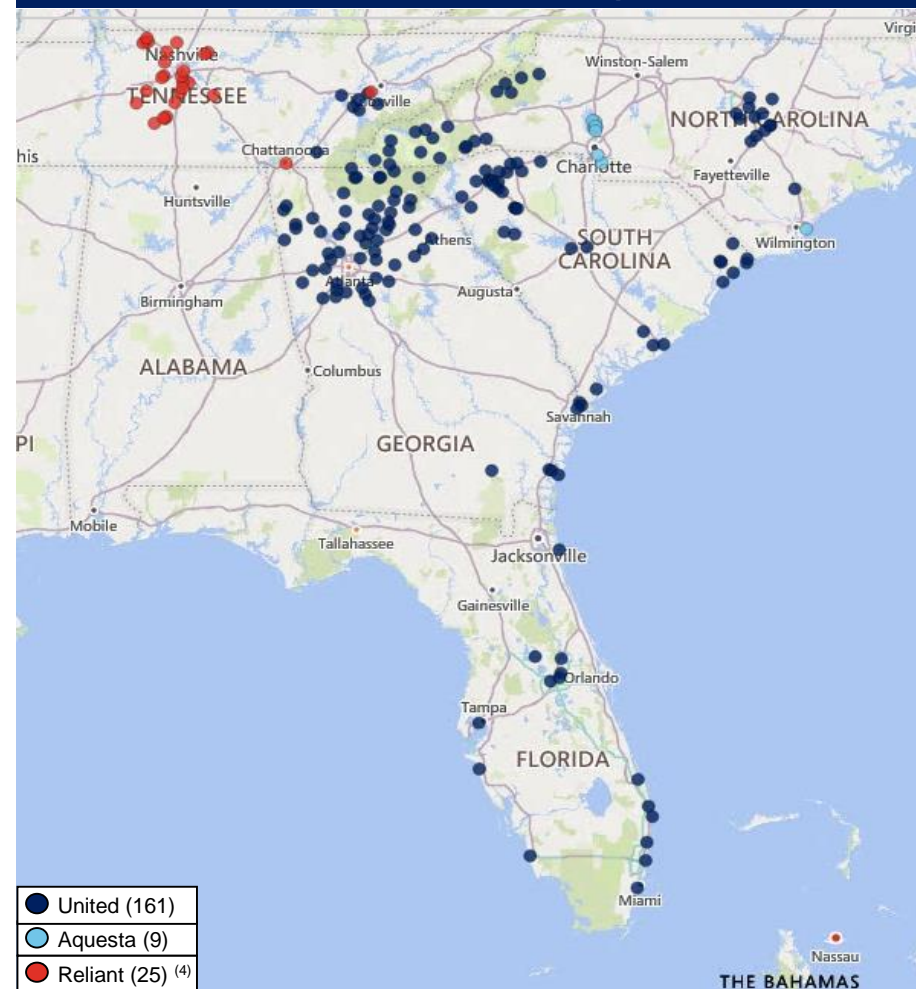 Virgi
Nashville
Winston-Salem
TENNESSEE
NORTH CAROLINA
his
Chattanooga
Charlotte
Fayetteville
Huntsville
Athens
SOUTH
CAROLINA
Wilmington
Atlanta
Augusta
Birmingham
ALABAMA
Columbus
Savannah
PI
GEORGIA
Mobile
Tallahassee
Jacksonville
Gainesville
Orlando
Tampa
FLORIDA
Miami
United (161)
Aquesta (9)
Reliant (25) (4)
Nassau
THE BAHAMAS